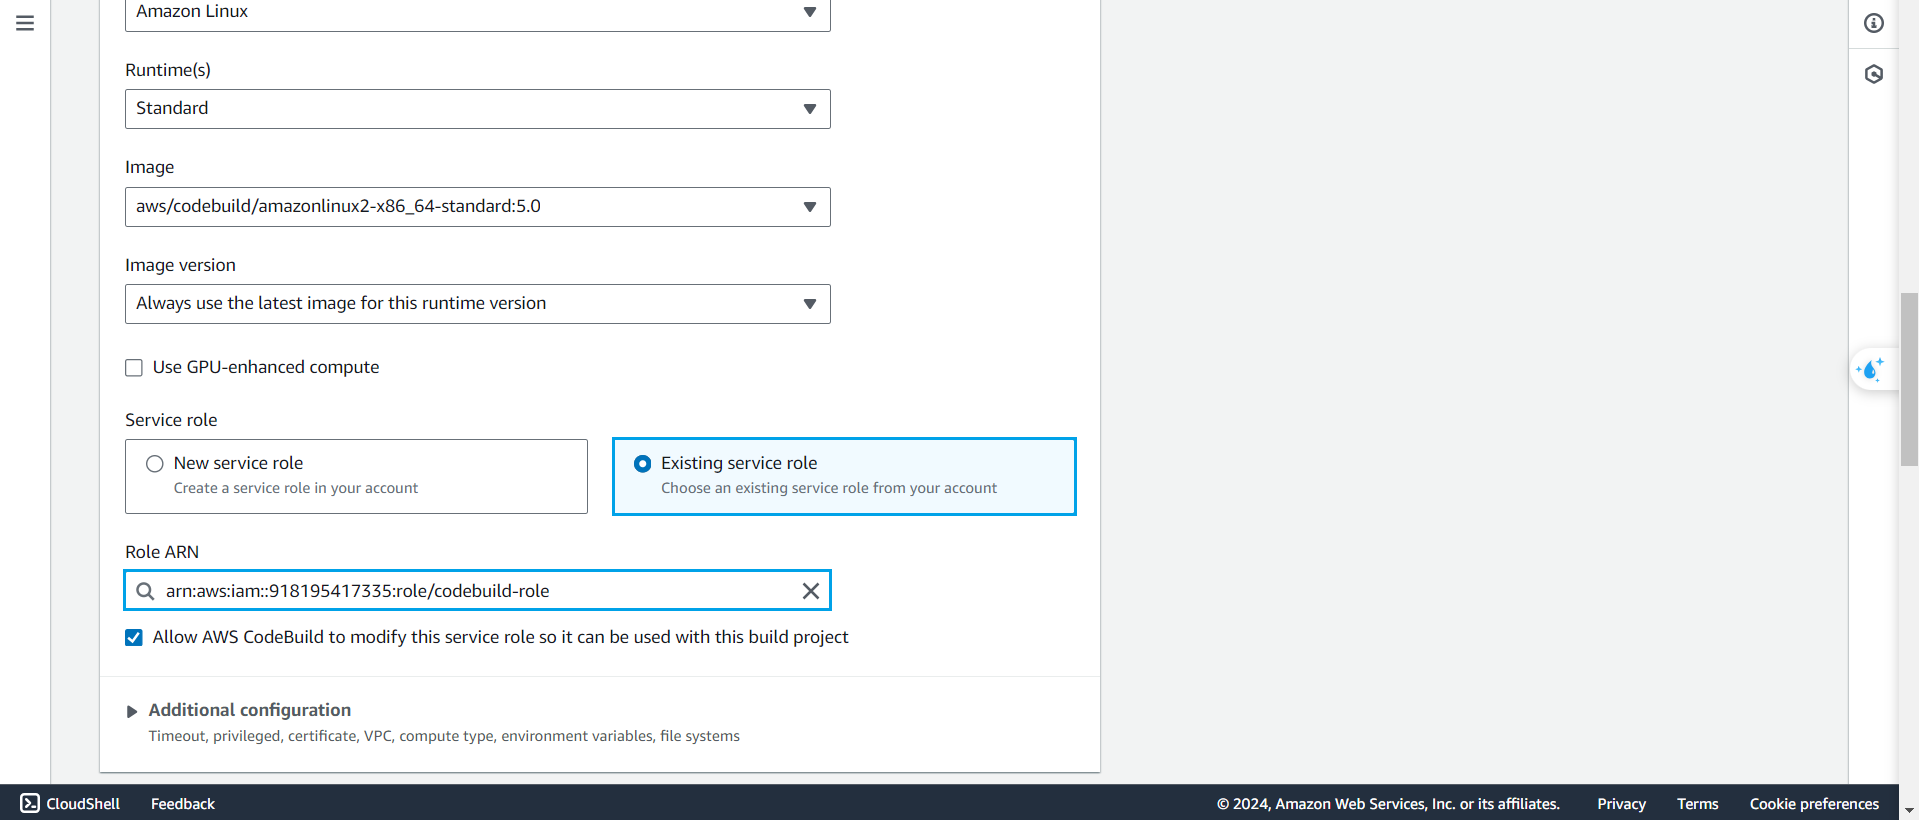 Amazon Linux
Runtime(s)
Standard
Image
aws/codebuild/amazonlinux2-x86_64-standard:5.0
Image version
Always use the latest image for this runtime version
Use GPU-enhanced compute
Service role
New service role
Create a service role in your account
Existing service role
Choose an existing service role from your account
Role ARN
arn:aws:iam::918195417335:role/codebuild-role
Allow AWS CodeBuild to modify this service role so it can be used with this build project
Additional configuration
Timeout, privileged, certificate, VPC, compute type, environment variables, file systems
CloudShell Feedback © 2024, Amazon Web Services, Inc. or its affiliates. Privacy Terms Cookie preferences